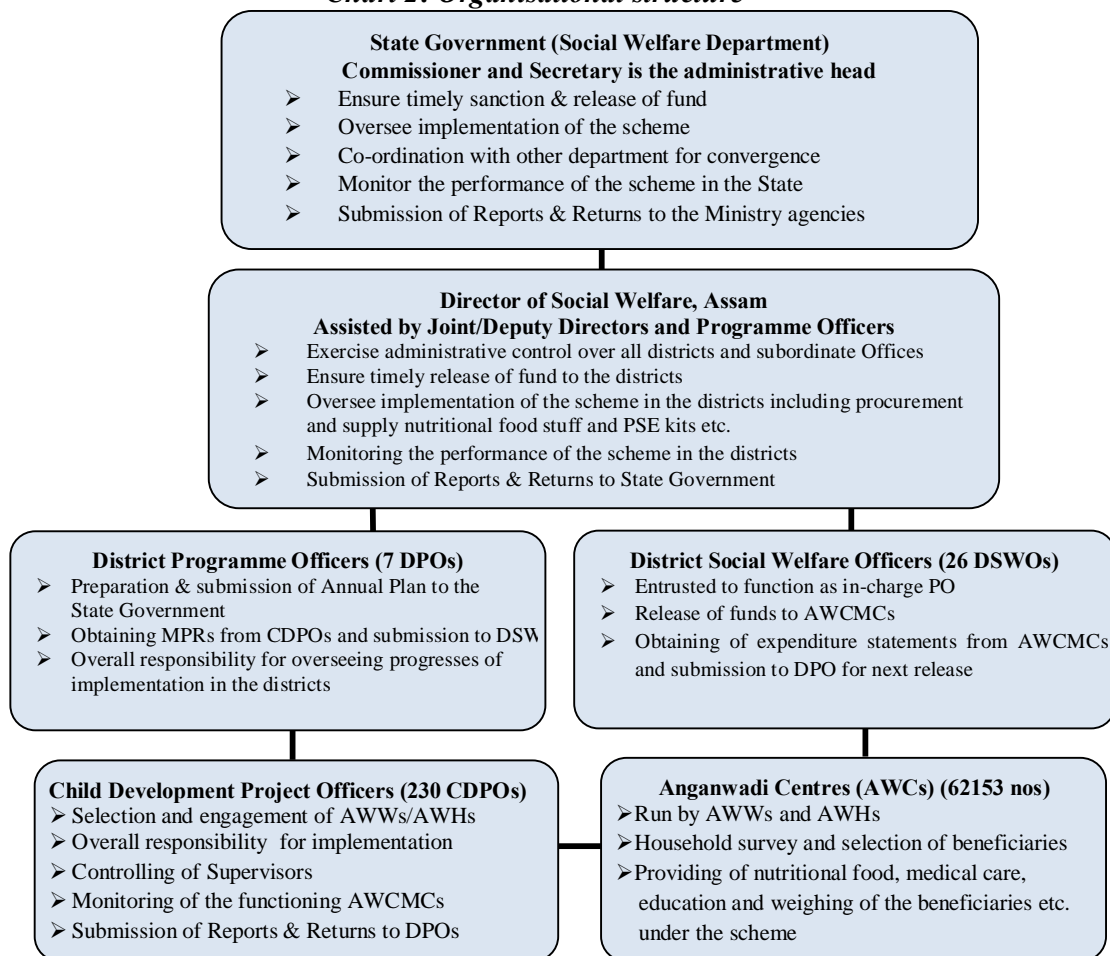 Chart 2: Organisational structure
State Government (Social Welfare Department)
Commissioner and Secretary is the administrative head
➢ Ensure timely sanction & release of fund
➢ Oversee implementation of the scheme
➢ Co-ordination with other department for convergence
➢ Monitor the performance of the scheme in the State
➢ Submission of Reports & Returns to the Ministry agencies
Director of Social Welfare, Assam
Assisted by Joint/Deputy Directors and Programme Officers
➢ Exercise administrative control over all districts and subordinate Offices
➢ Ensure timely release of fund to the districts
➢ Oversee implementation of the scheme in the districts including procurement
and supply nutritional food stuff and PSE kits etc.
➢ Monitoring the performance of the scheme in the districts
➢ Submission of Reports & Returns to State Government
District Programme Officers (7 DPOs)
➢ Preparation & submission of Annual Plan to the
State Government
➢ Obtaining MPRs from CDPOs and submission to DSW
➢ Overall responsibility for overseeing progresses of
implementation in the districts
District Social Welfare Officers (26 DSWOs)
➢ Entrusted to function as in-charge PO
➢ Release of funds to AWCMCs
➢ Obtaining of expenditure statements from AWCMCs
and submission to DPO for next release
Child Development Project Officers (230 CDPOs)
➢ Selection and engagement of AWWs/AWHs
➢ Overall responsibility for implementation
➢ Controlling of Supervisors
➢ Monitoring of the functioning AWCMCs
➢ Submission of Reports & Returns to DPOs
Anganwadi Centres (AWCs) (62153 nos)
➢ Run by AWWs and AWHs
➢ Household survey and selection of beneficiaries
➢ Providing of nutritional food, medical care,
education and weighing of the beneficiaries etc.
under the scheme